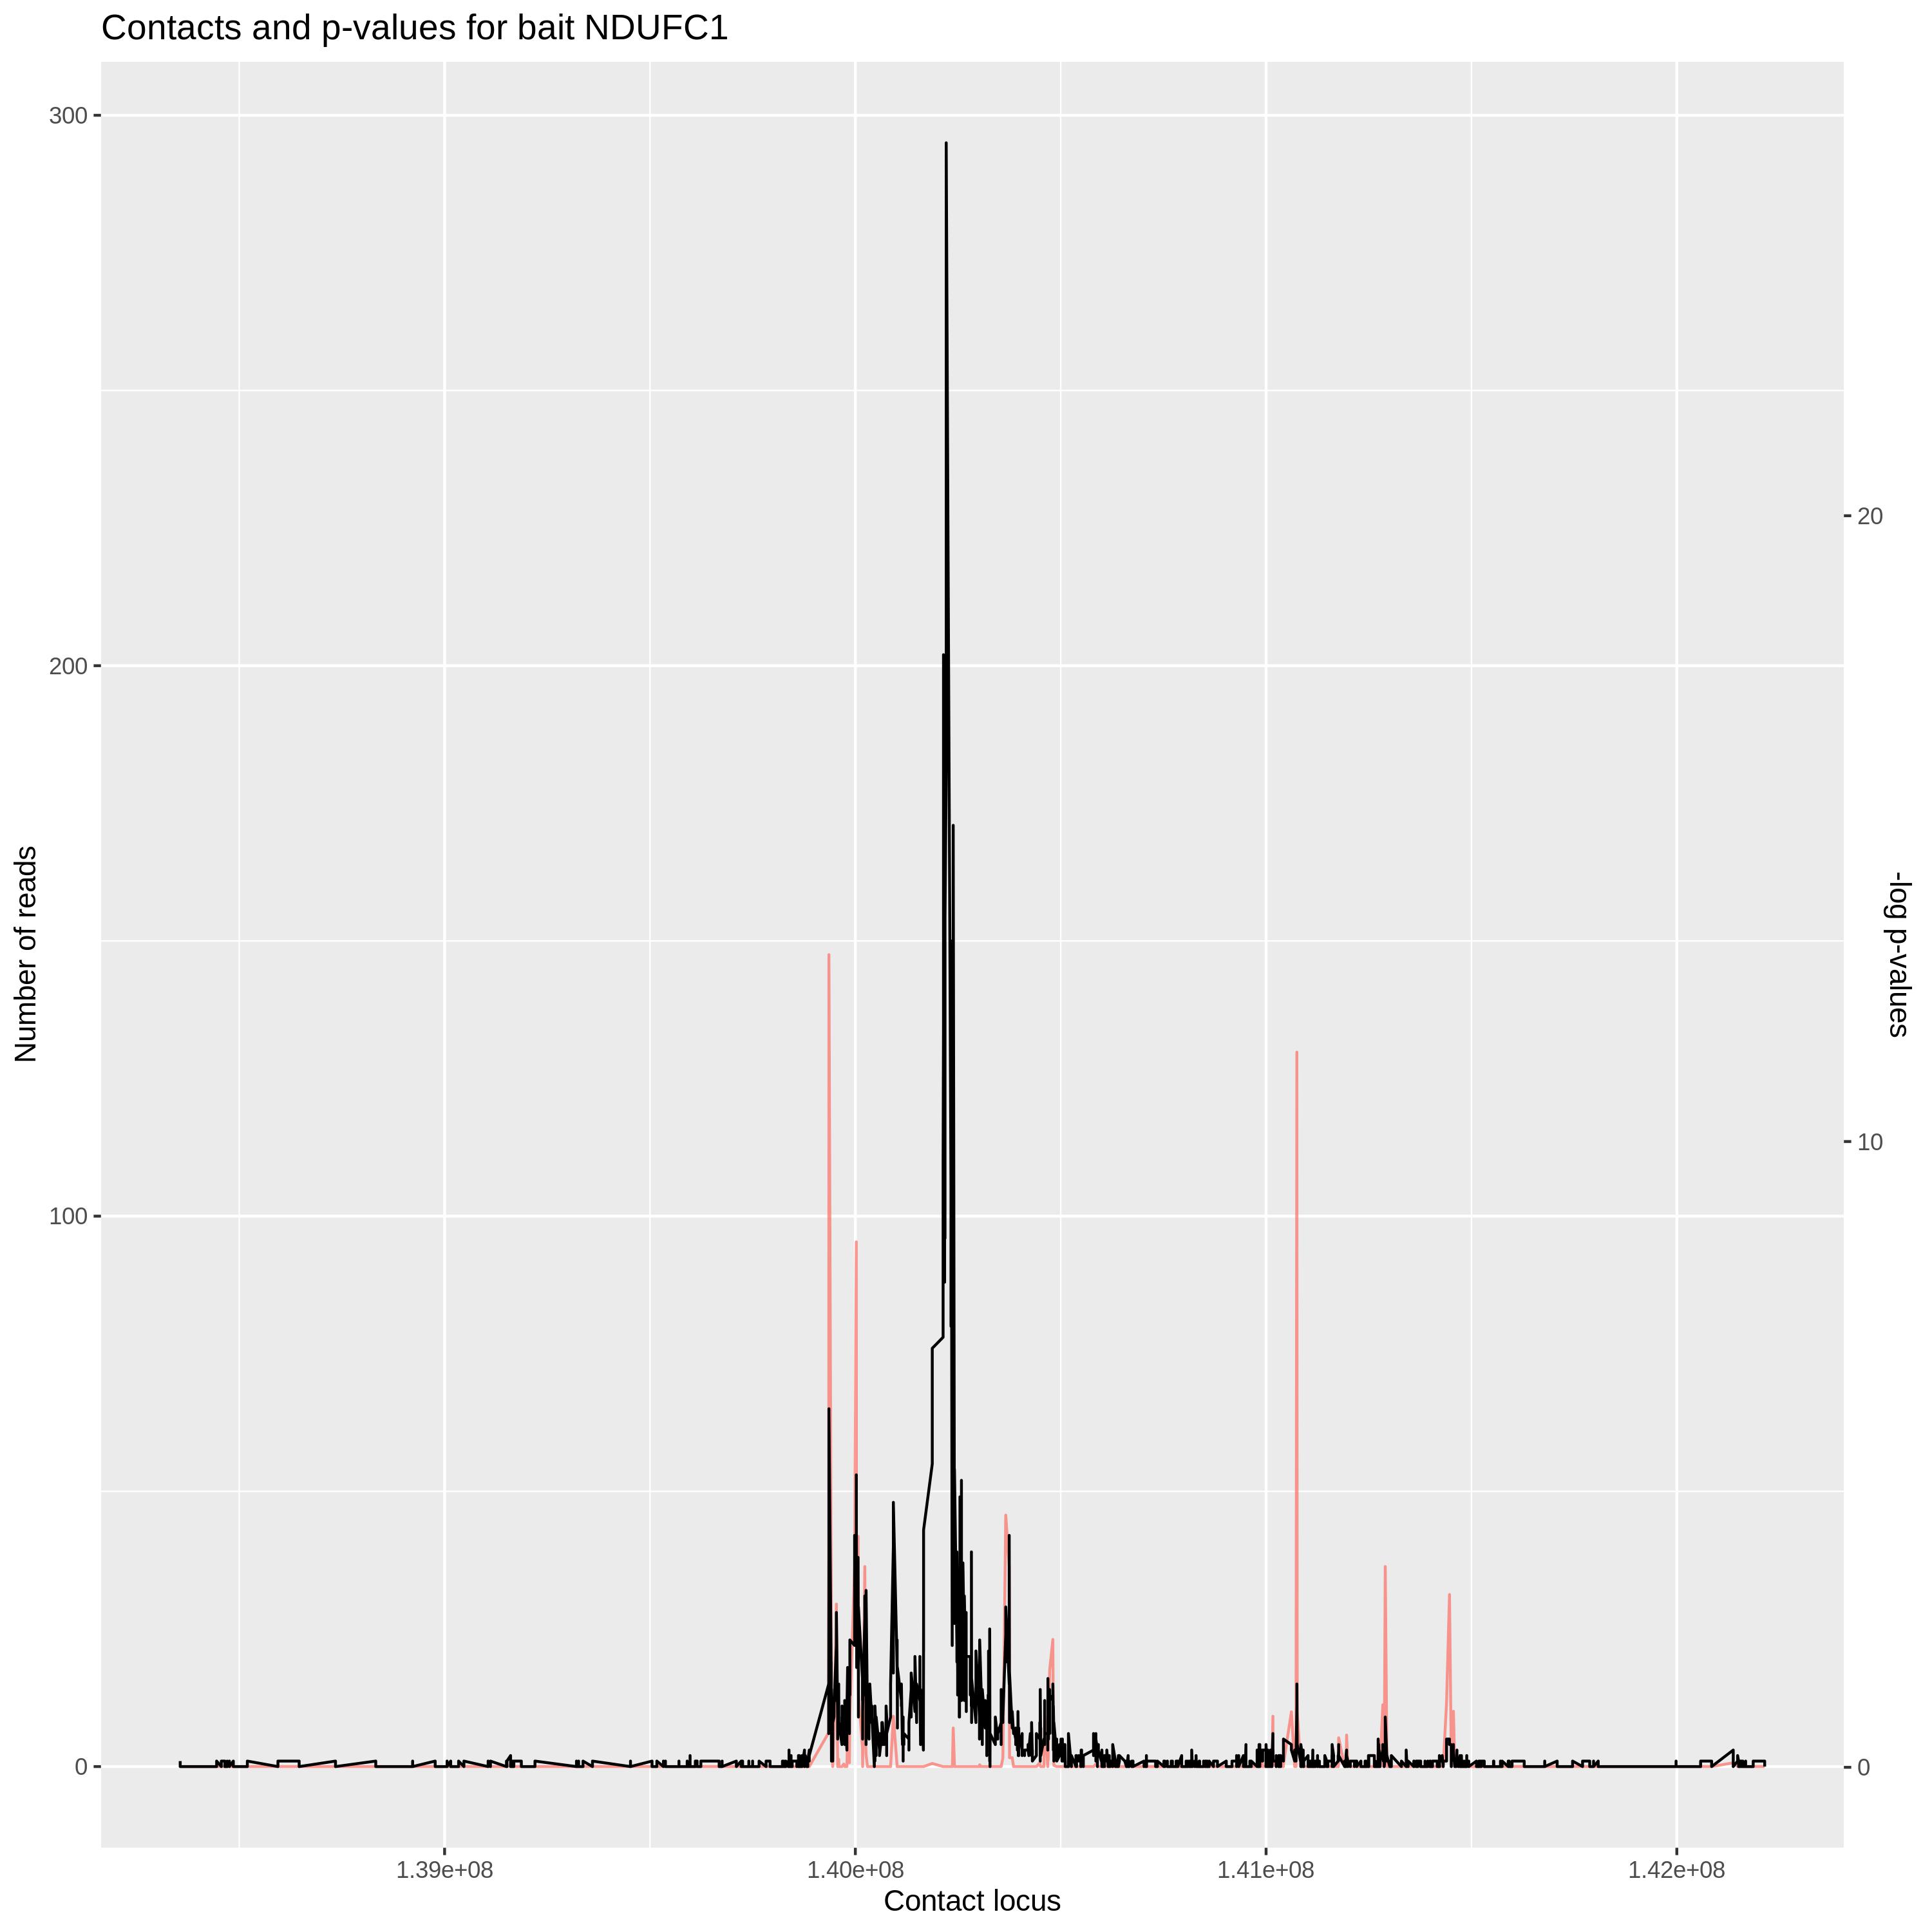 Contacts and p-values for bait NDUFC1
300
200
100
0
Number of reads
20
10
0
-log p-values
1.39e+08
1.40e+08
1.41e+08
1.42e+08
Contact locus